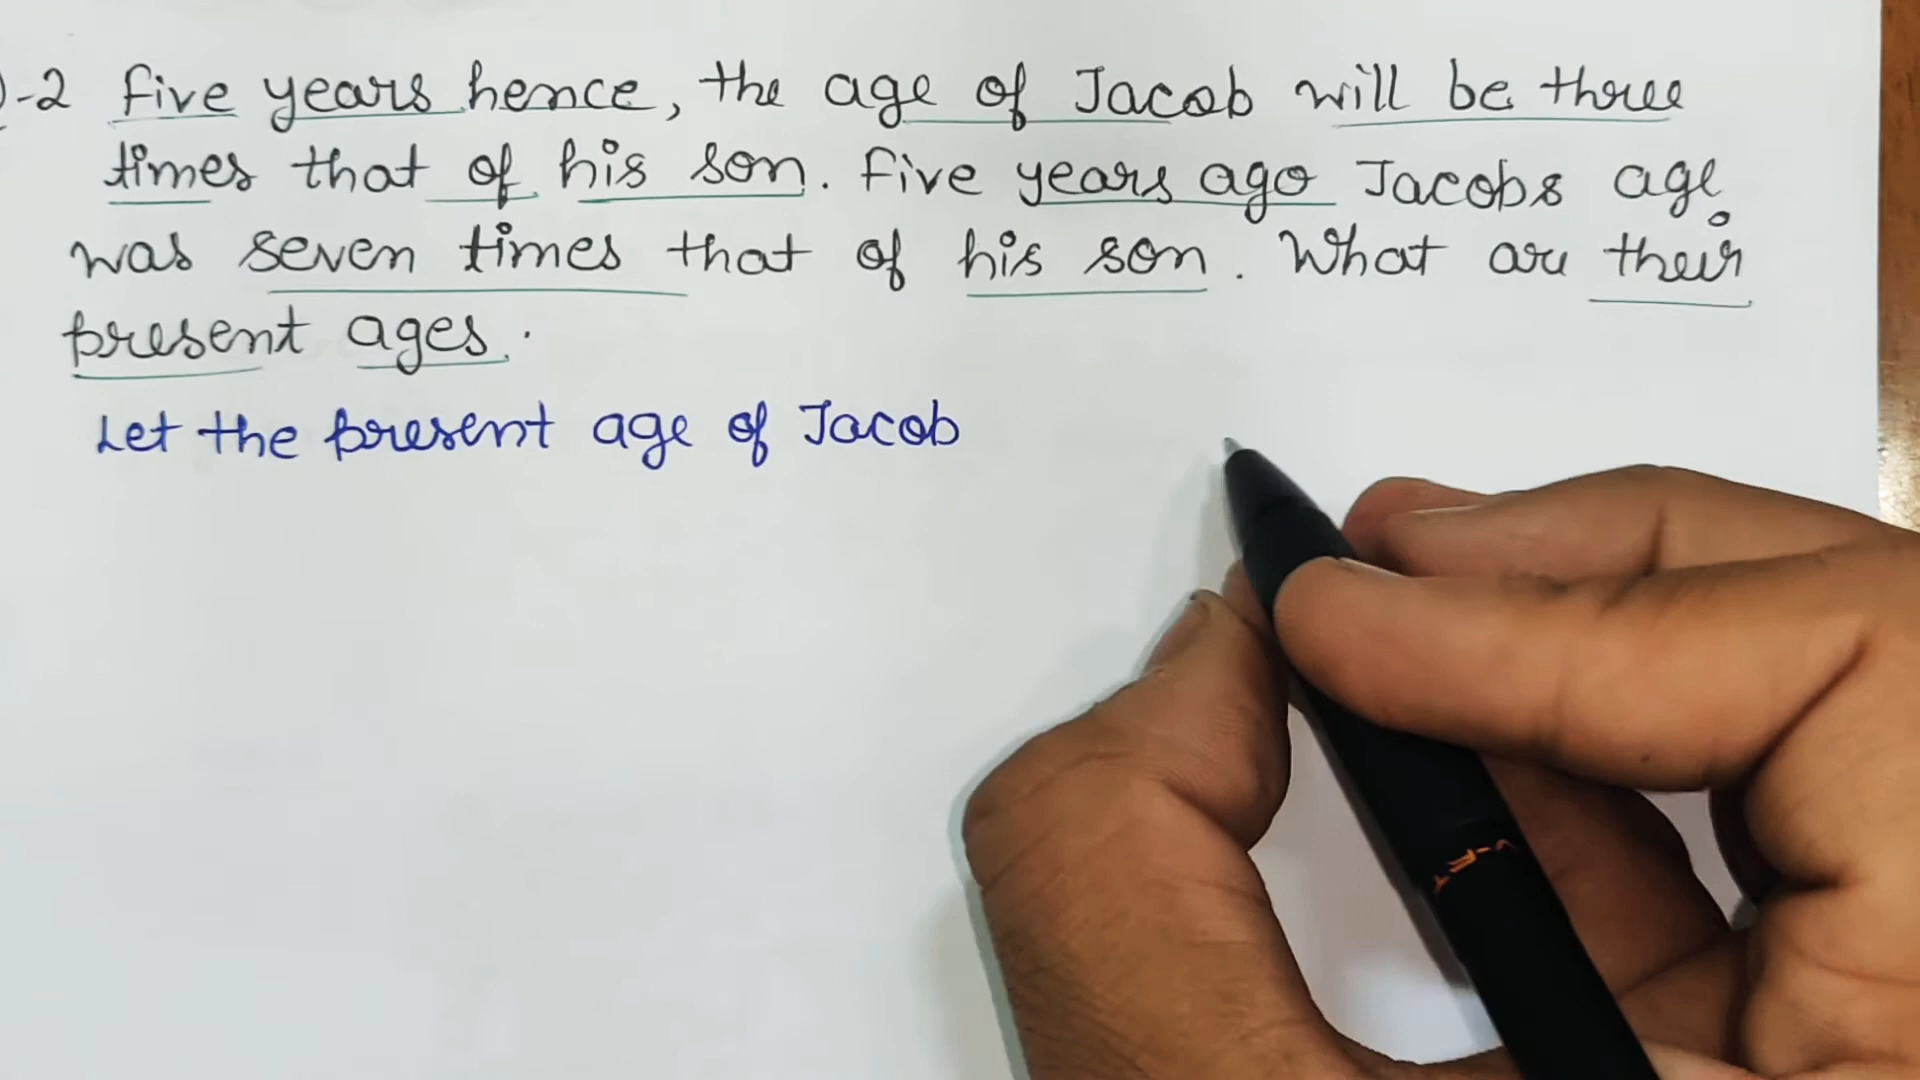 -2 Five years hence, the age of Jacob will be three
times that of his son. Five years ago Jacobs age
was seven times that of his son. What are their
present ages.
Let the present age of Jacob